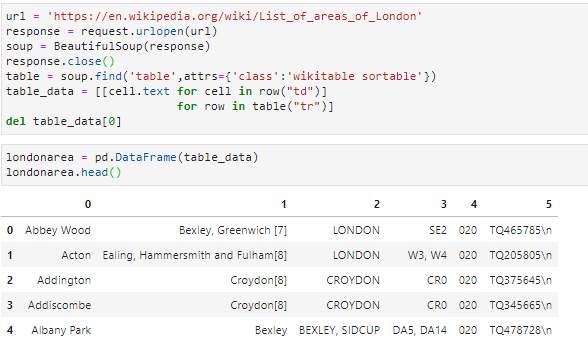 url = 'https://en.wikipedia.org/wiki/List_of_areas_of_London'
response = request.urlopen(url)
soup = BeautifulSoup(response)
response.close()
table = soup.find('table',attrs={'class':'wikitable sortable'})
table_data = [[cell.text for cell in row("td")]
for row in table("tr")]
del table_data[0]
londonarea = pd.DataFrame(table_data)
londonarea.head()
0 1 2 3 4 5
0 Abbey Wood Bexley, Greenwich [7] LONDON SE2 020 TQ465785\n
1 Acton Ealing, Hammersmith and Fulham[8] LONDON W3, W4 020 TQ205805\n
2 Addington Croydon[8] CROYDON CR0 020 TQ375645\n
3 Addiscombe Croydon[8] CROYDON CR0 020 TQ345665\n
4 Albany Park Bexley BEXLEY, SIDCUP DA5, DA14 020 TQ478728\n